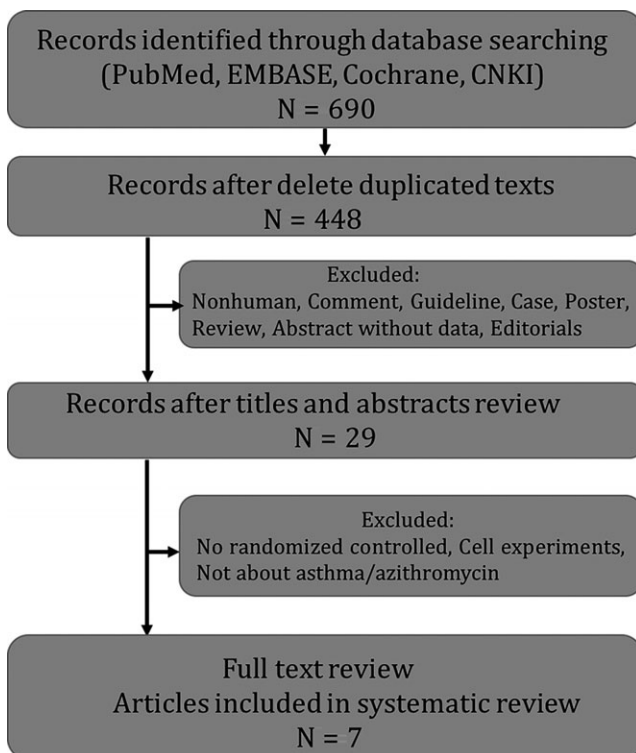 Records identified through database searching
(PubMed, EMBASE, Cochrane, CNKI)
N = 690
Records after delete duplicated texts
N = 448
Excluded:
Nonhuman, Comment, Guideline, Case, Poster,
Review, Abstract without data, Editorials
Records after titles and abstracts review
N = 29
Excluded:
No randomized controlled, Cell experiments,
Not about asthma/azithromycin
Full text review
Articles included in systematic review
N = 7